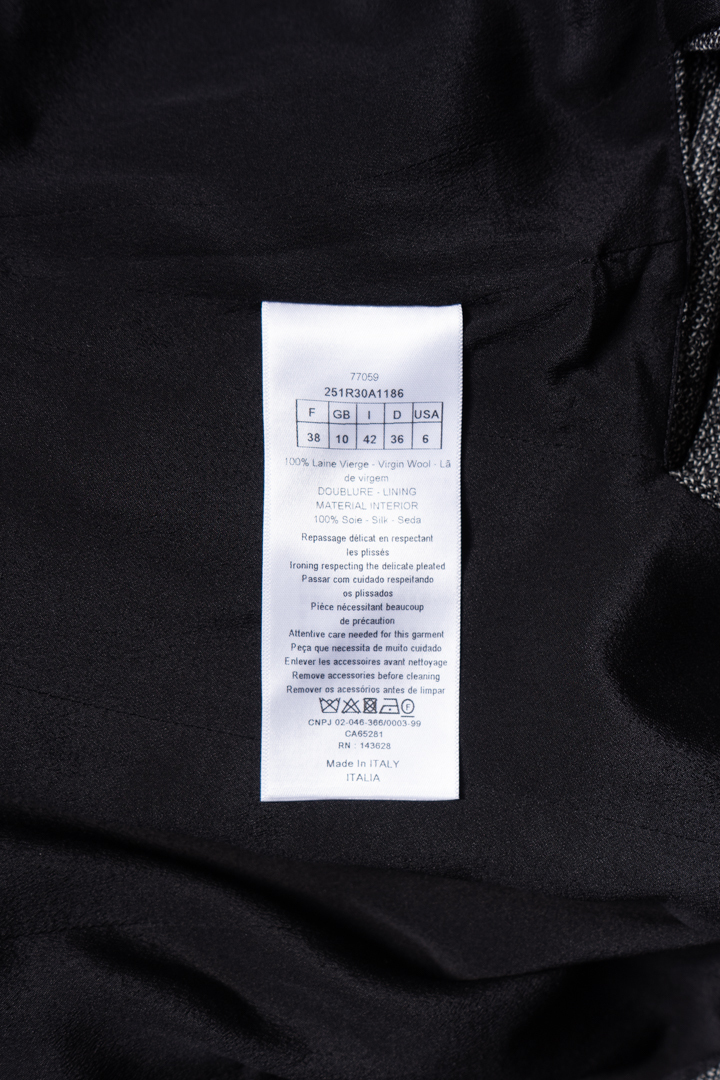 77059
251R30A1186
F GB I D USA
38 10 42 36 6
100% Laine Vierge - Virgin Wool - Lã
de virgem
DOUBLURE - LINING
MATERIAL INTERIOR
100% Soie - Silk - Seda
Repassage délicat en respectant
les plissés
Ironing respecting the delicate pleated
Passar com cuidado respeitando
os plissados
Pièce nécessitant beaucoup
de précaution
Attentive care needed for this garment
Peça que necessita de muito cuidado
Enlever les accessoires avant nettoyage
Remove accessories before cleaning
Remover os acessórios antes de limpar
F
CNPJ 02-046-366/0003-99
CA65281
RN : 143628
Made In ITALY
ITALIA